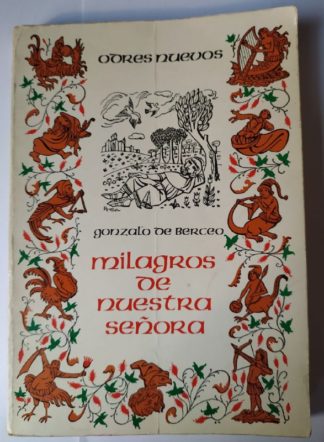 odres nuevos
gonzalo de berceo
milagros
de
nuestra
señora